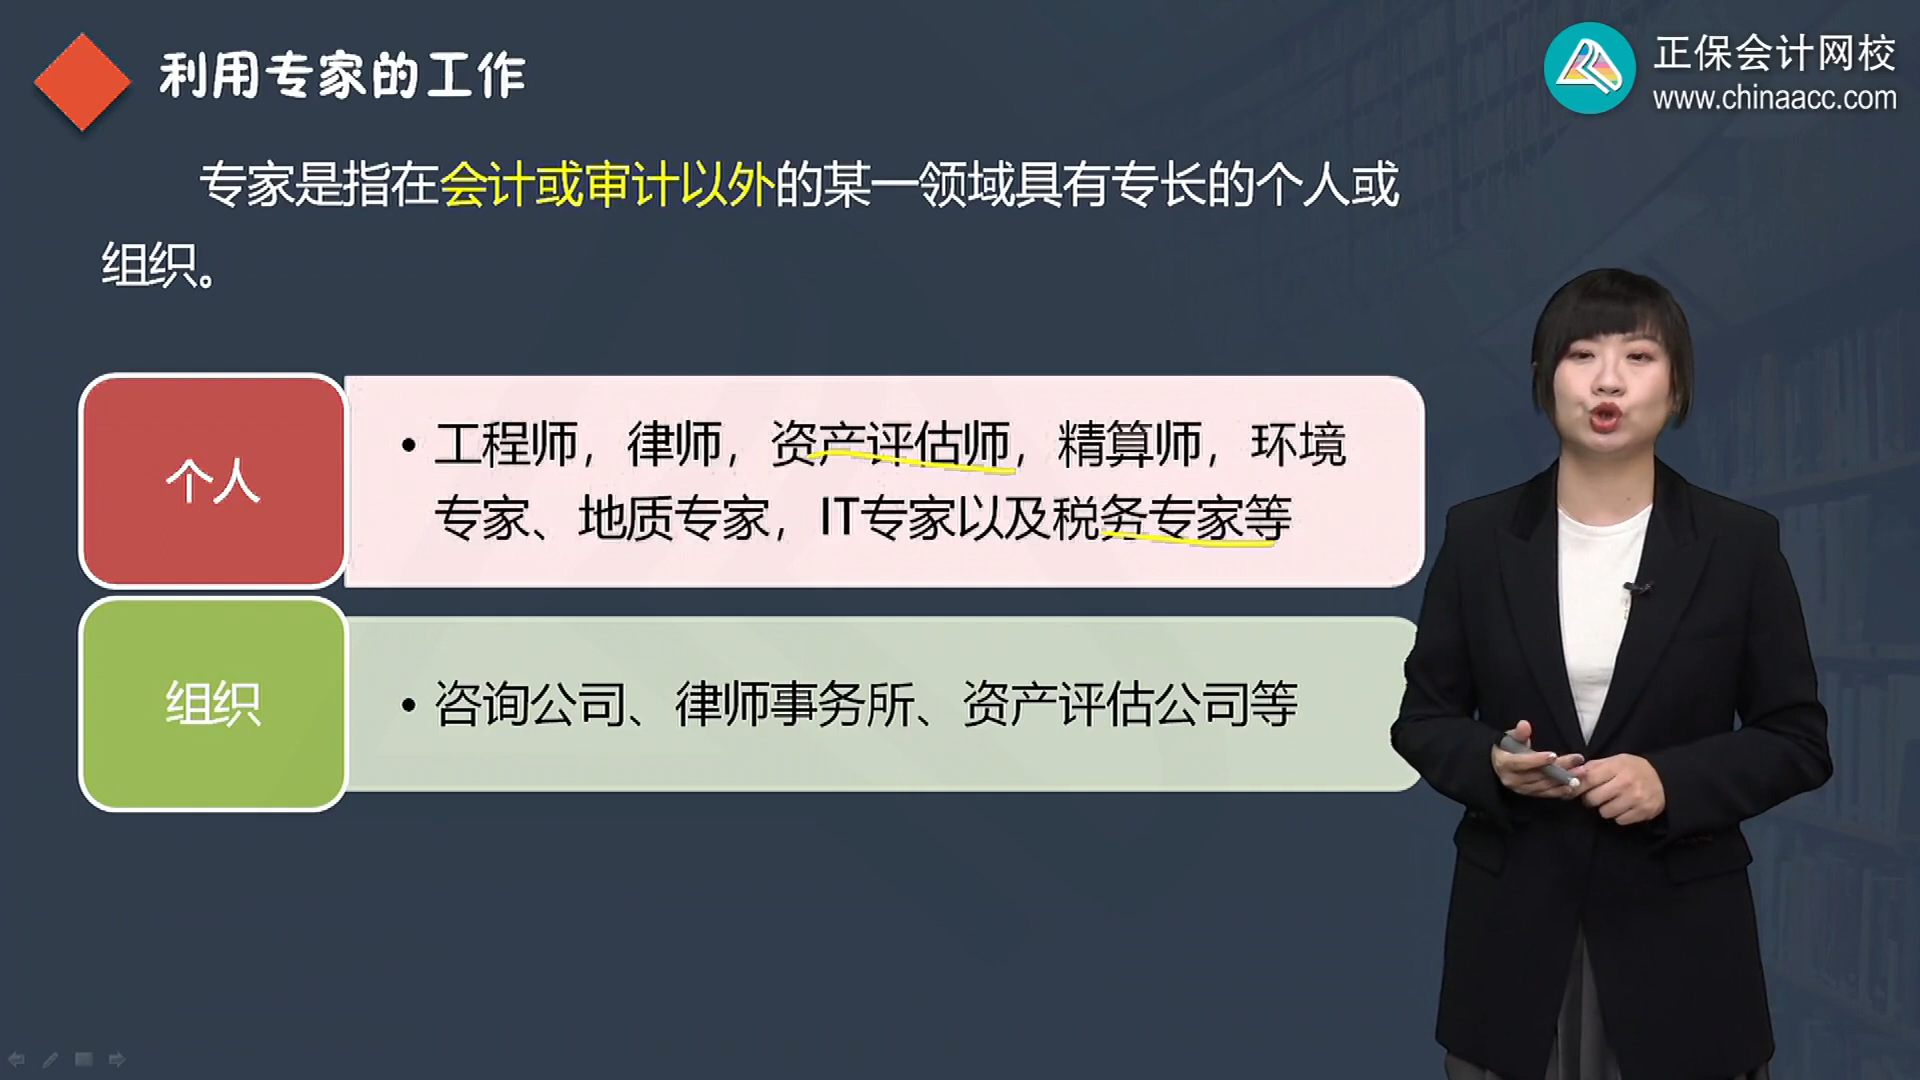 利用专家的工作
正保会计网校
www.chinaacc.com
专家是指在会计或审计以外的某一领域具有专长的个人或
组织。
个人
• 工程师，律师，资产评估师，精算师，环境
专家、地质专家，IT专家以及税务专家等
组织
• 咨询公司、律师事务所、资产评估公司等